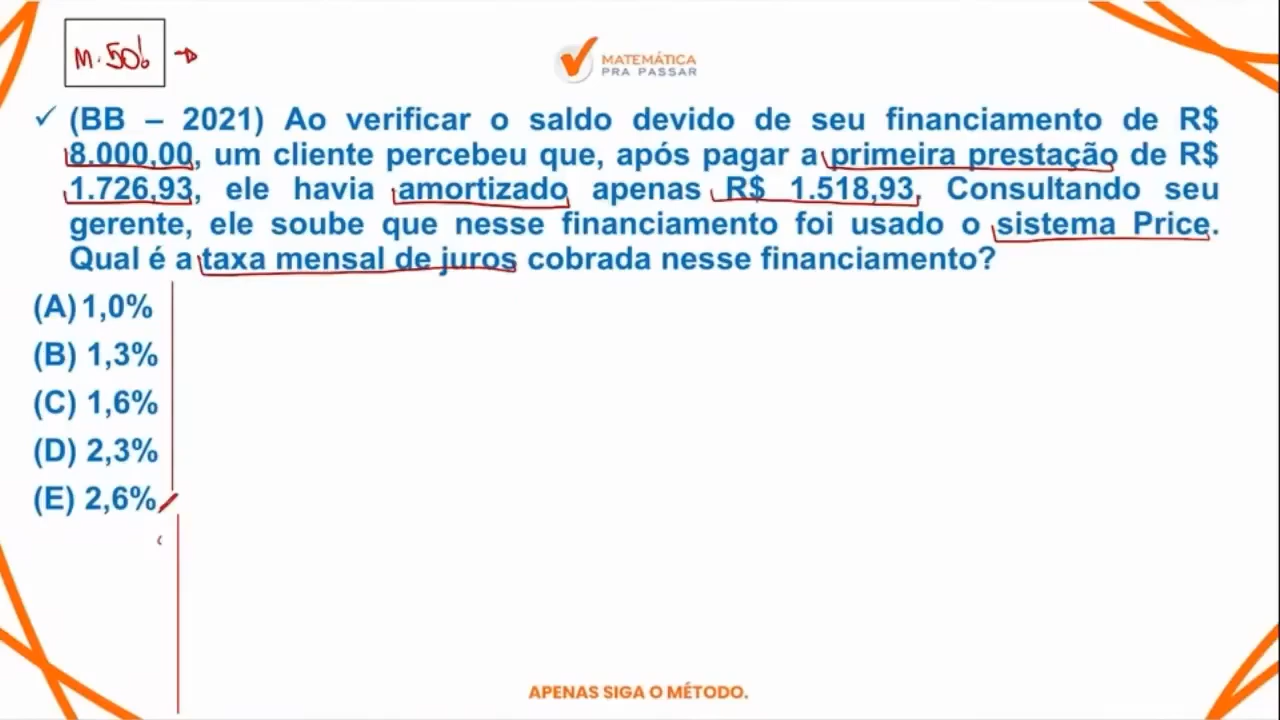 M.50b
MATEMÁTICA
PRA PASSAR
✓ (BB – 2021) Ao verificar o saldo devido de seu financiamento de R$
8.000,00, um cliente percebeu que, após pagar a primeira prestação de R$
1.726,93, ele havia amortizado apenas R$ 1.518,93. Consultando seu
gerente, ele soube que nesse financiamento foi usado o sistema Price.
Qual é a taxa mensal de juros cobrada nesse financiamento?
(A) 1,0%
(B) 1,3%
(C) 1,6%
(D) 2,3%
(E) 2,6%
APENAS SIGA O MÉTODO.